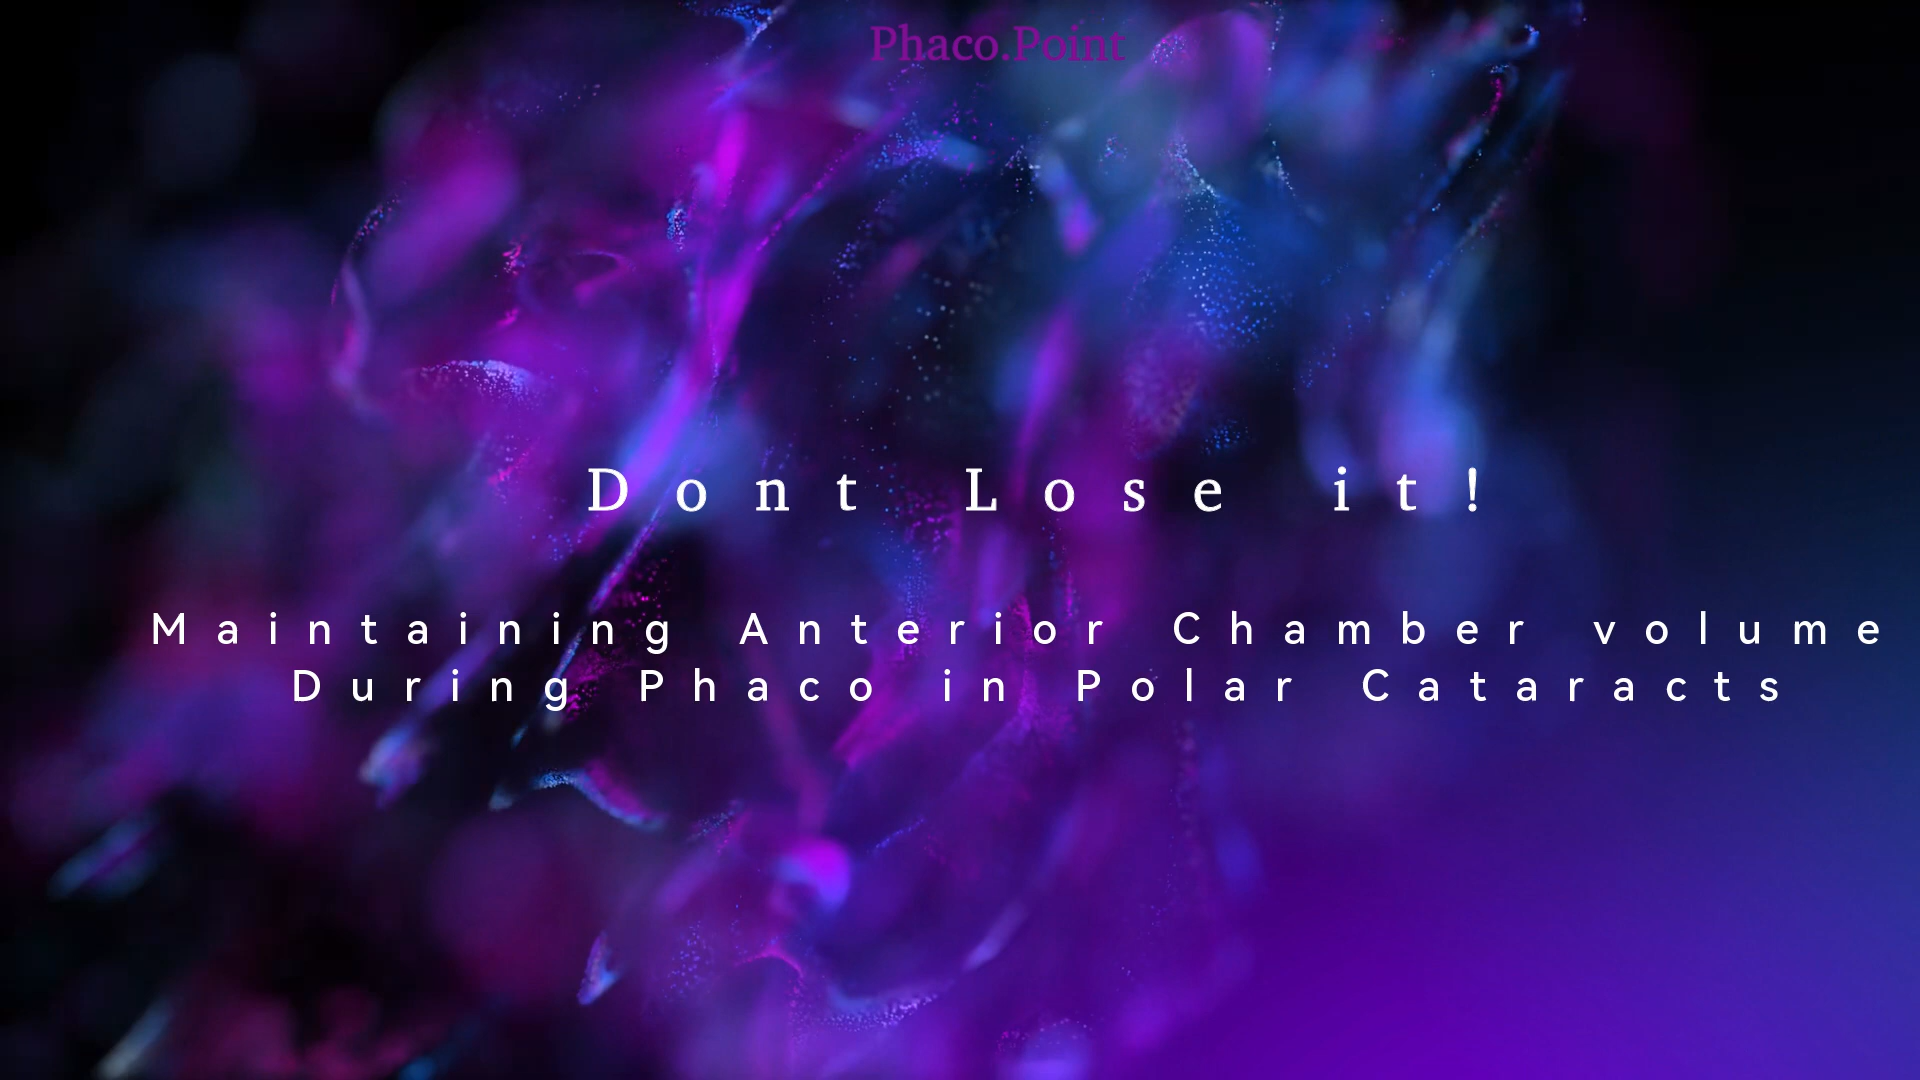 Phaco.Point
Dont Lose it!
Maintaining Anterior Chamber volume
During Phaco in Polar Cataracts